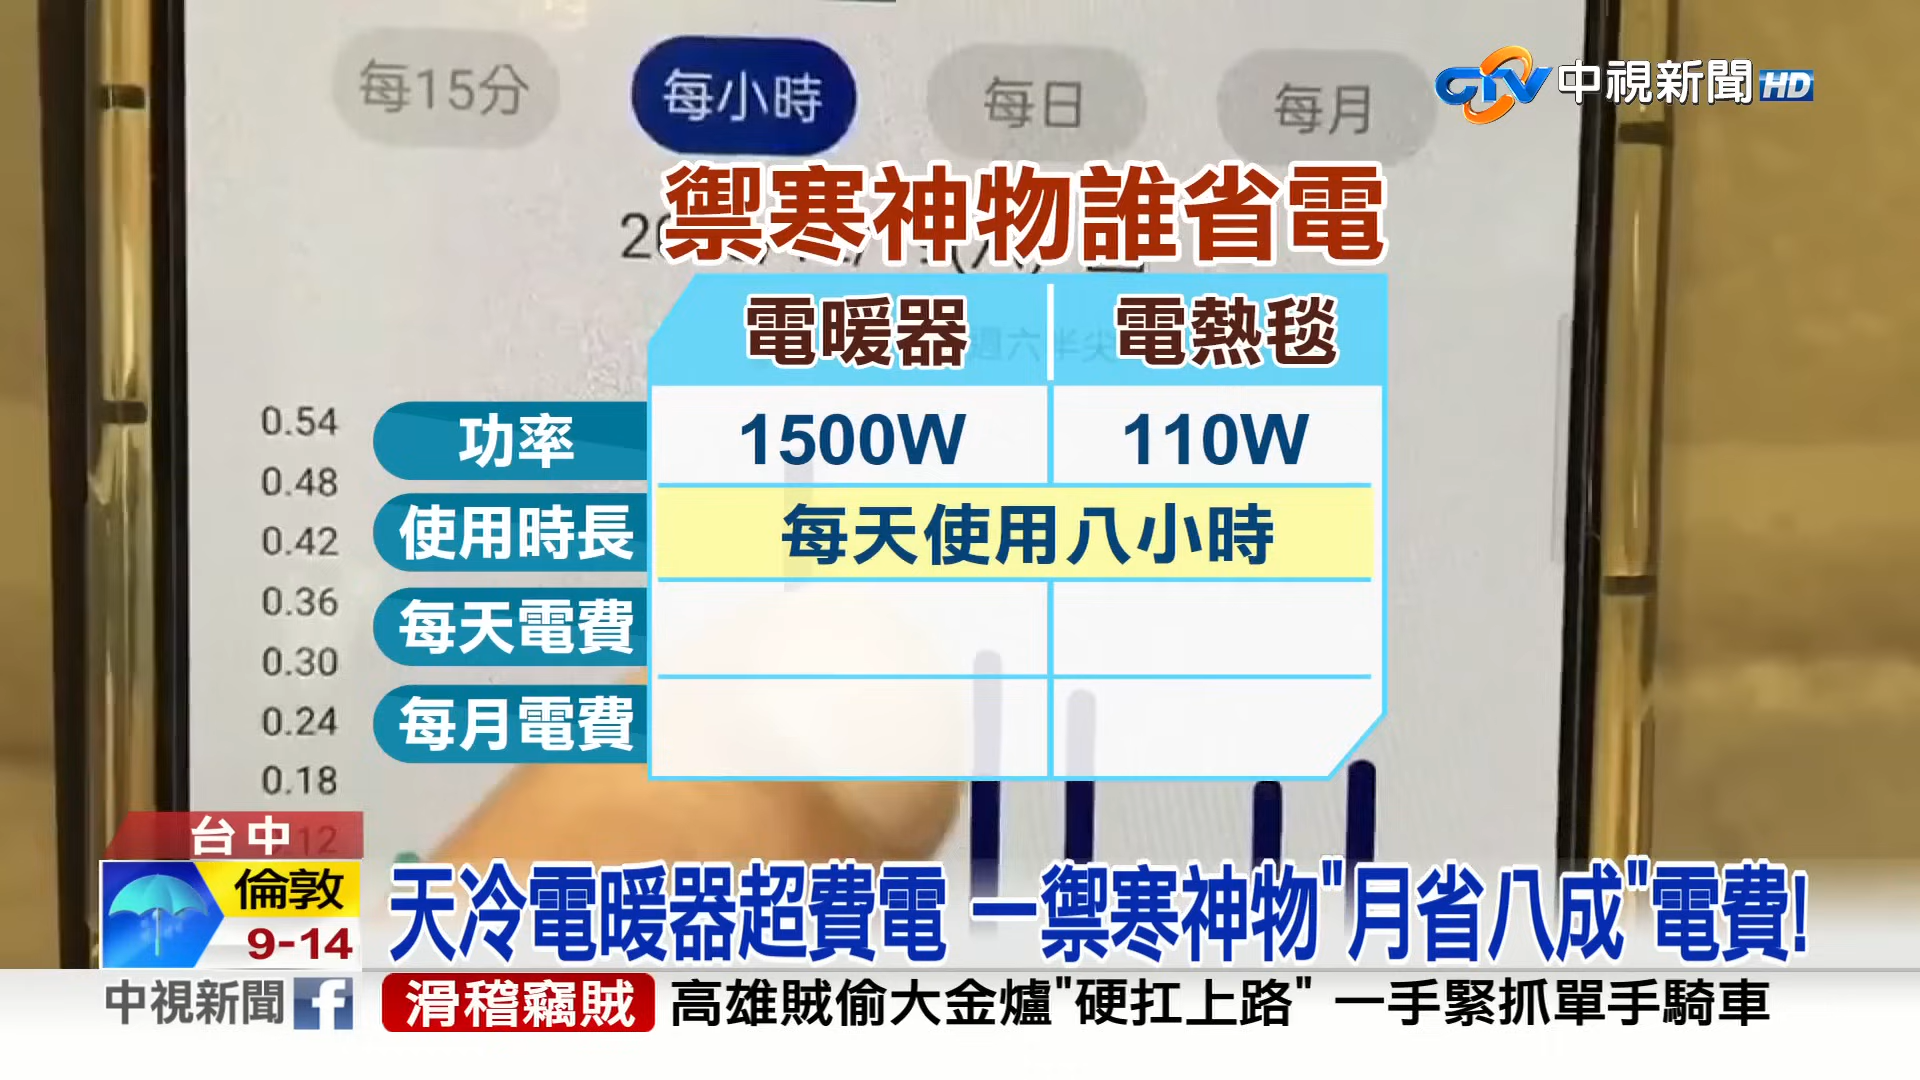 每15分 每小時 每日 每月
CTV 中視新聞 HD
禦寒神物誰省電
電暖器 電熱毯
功率 1500W 110W
使用時長 每天使用八小時
每天電費
每月電費
0.54
0.48
0.42
0.36
0.30
0.24
0.18
台中
倫敦
9-14
天冷電暖器超費電 一禦寒神物"月省八成"電費!
中視新聞 f
滑稽竊賊 高雄賊偷大金爐"硬扛上路" 一手緊抓單手騎車